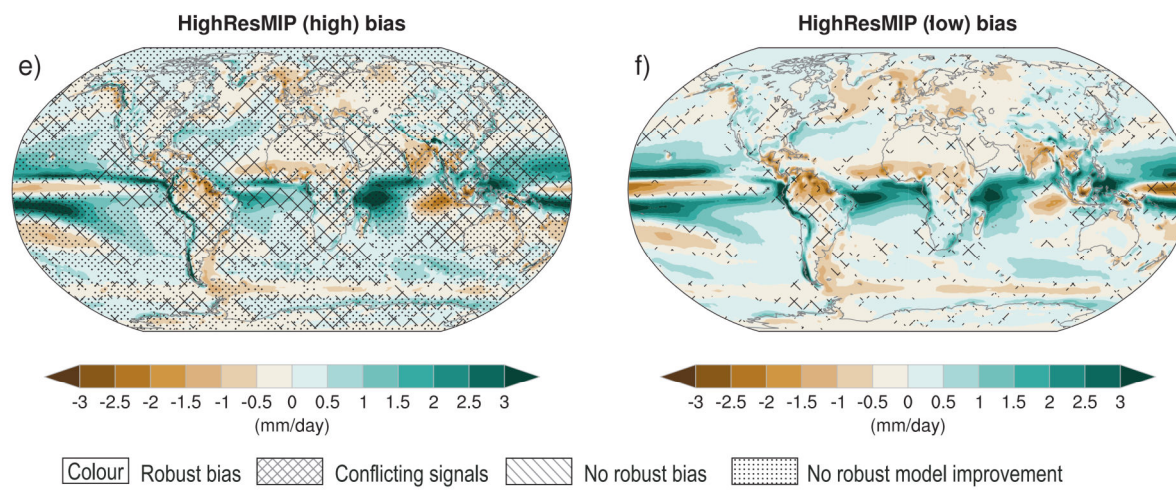 HighResMIP (high) bias
HighResMIP (low) bias
e)
f)
-3 -2.5 -2 -1.5 -1 -0.5 0 0.5 1 1.5 2 2.5 3
(mm/day)
-3 -2.5 -2 -1.5 -1 -0.5 0 0.5 1 1.5 2 2.5 3
(mm/day)
Colour Robust bias Conflicting signals No robust bias No robust model improvement